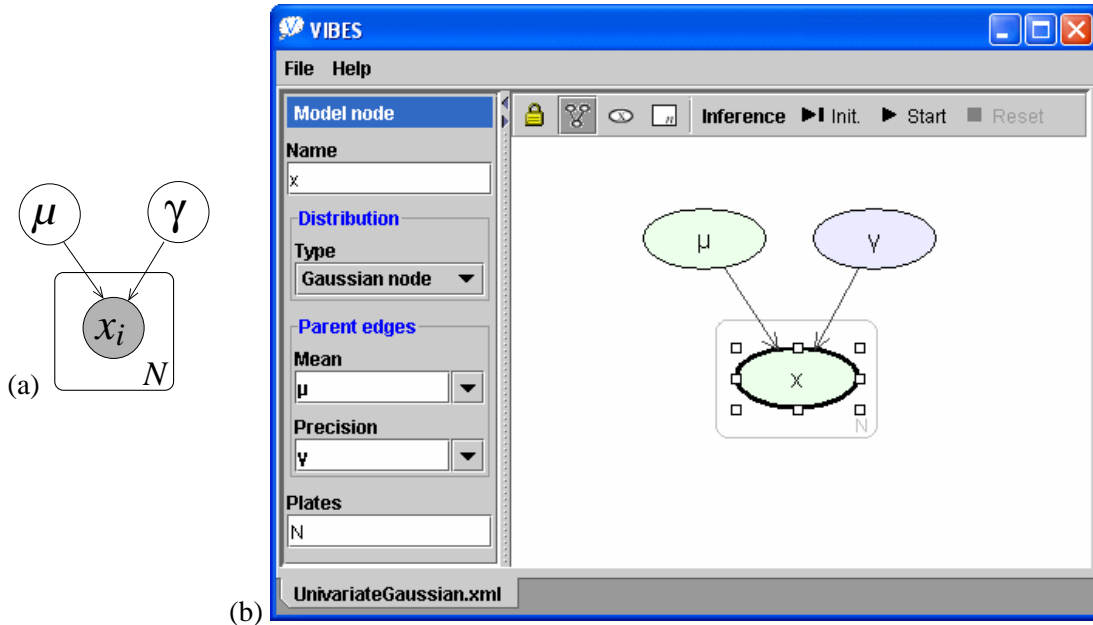 (a)
μ
γ
x_i
N
(b)
VIBES
File Help
Model node
Name
x
Distribution
Type
Gaussian node
Parent edges
Mean
μ
Precision
γ
Plates
N
x
n
Inference Init. Start Reset
μ
γ
x
N
UnivariateGaussian.xml